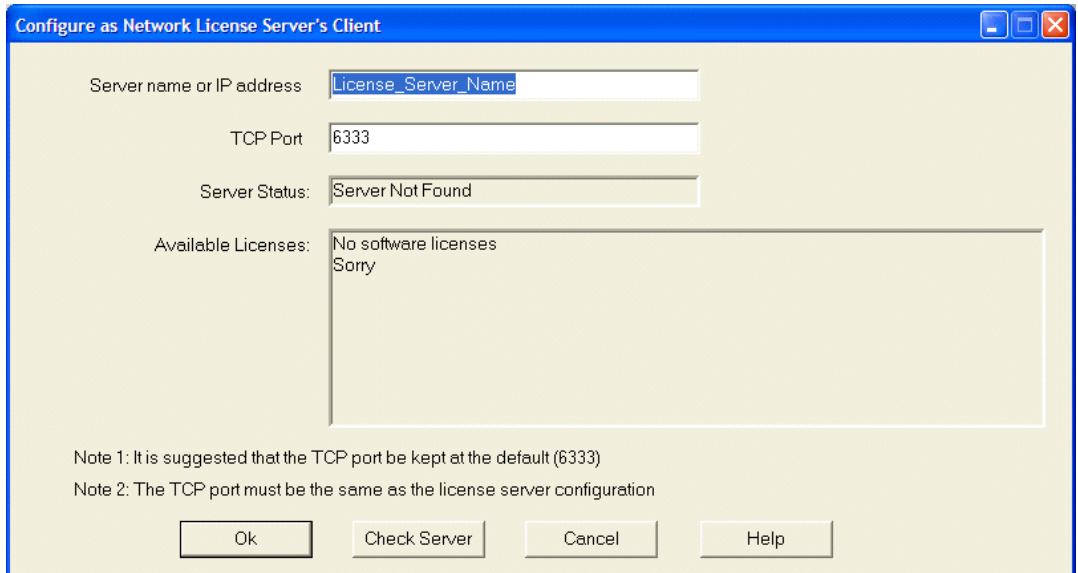 Configure as Network License Server's Client
Server name or IP address License_Server_Name
TCP Port 6333
Server Status: Server Not Found
Available Licenses: No software licenses
Sorry
Note 1: It is suggested that the TCP port be kept at the default (6333)
Note 2: The TCP port must be the same as the license server configuration
Ok Check Server Cancel Help